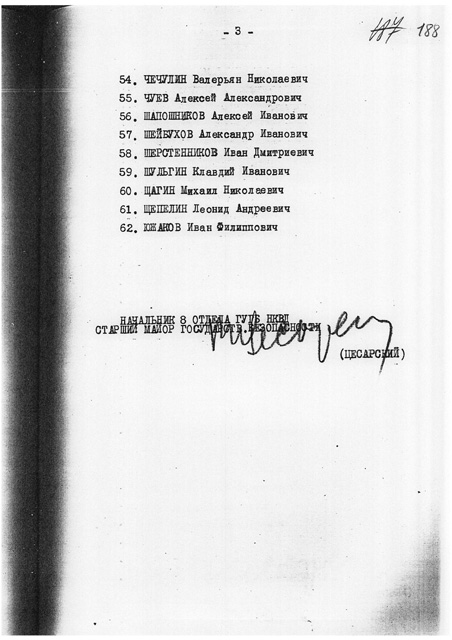 - 3 -
188
54. ЧЕЧУЛИН Валерьян Николаевич
55. ЧУЕВ Алексей Александрович
56. ШАПОШНИКОВ Алексей Иванович
57. ШЕЙБУХОВ Александр Иванович
58. ШЕРСТЕННИКОВ Иван Дмитриевич
59. ШУЛЬГИН Клавдий Иванович
60. ЩАГИН Михаил Николаевич
61. ЩЕПЕЛИН Леонид Андреевич
62. ЮЖАКОВ Иван Филиппович
НАЧАЛЬНИК 8 ОТДЕЛА ГУГБ НКВД
СТАРШИЙ МАЙОР ГОСУДАРСТВ.БЕЗОПАСНОСТИ
(ЦЕСАРСКИЙ)